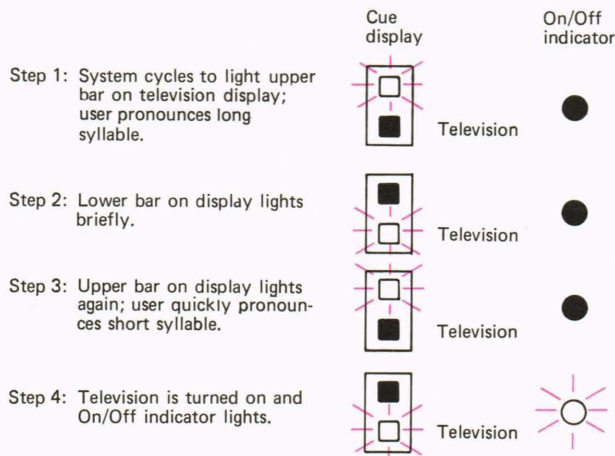 Cue
display
On/Off
indicator
Step 1: System cycles to light upper
bar on television display;
user pronounces long
syllable.
Television
Step 2: Lower bar on display lights
briefly.
Television
Step 3: Upper bar on display lights
again; user quickly pronoun-
ces short syllable.
Television
Step 4: Television is turned on and
On/Off indicator lights.
Television